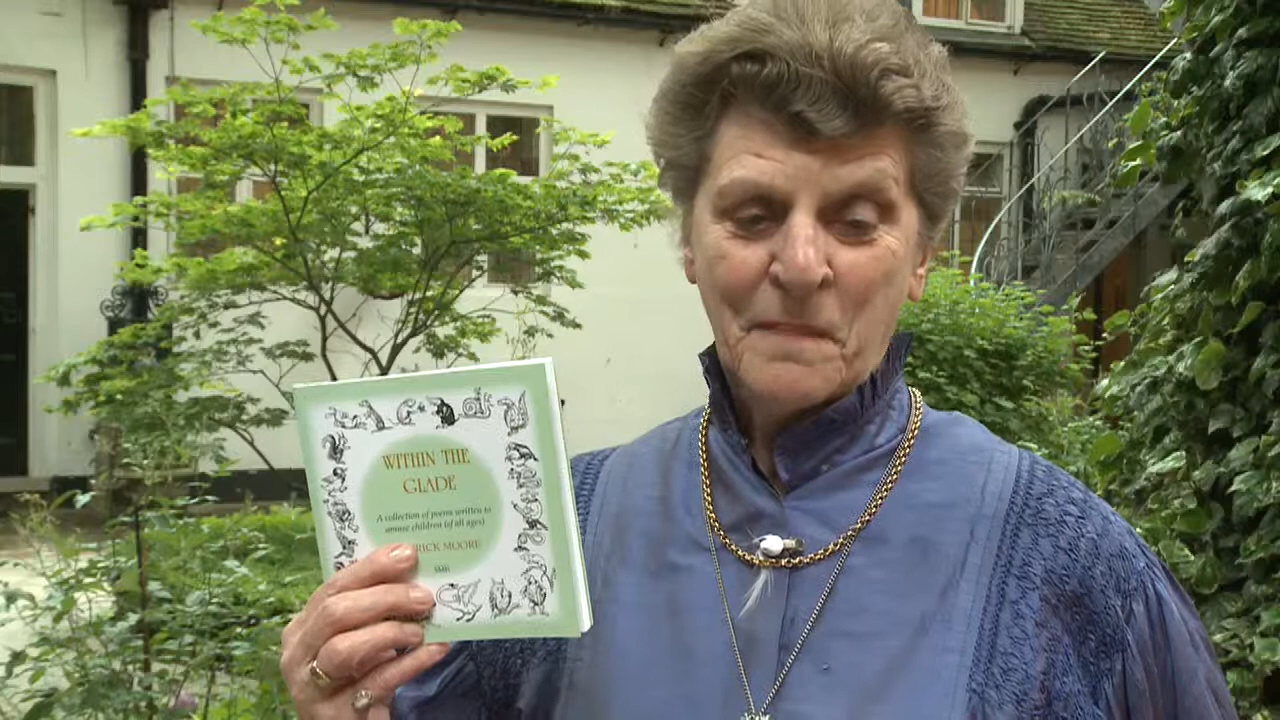 WITHIN THE
GLADE
A collection of poems written to
amuse children (of all ages)
RICK MOORE